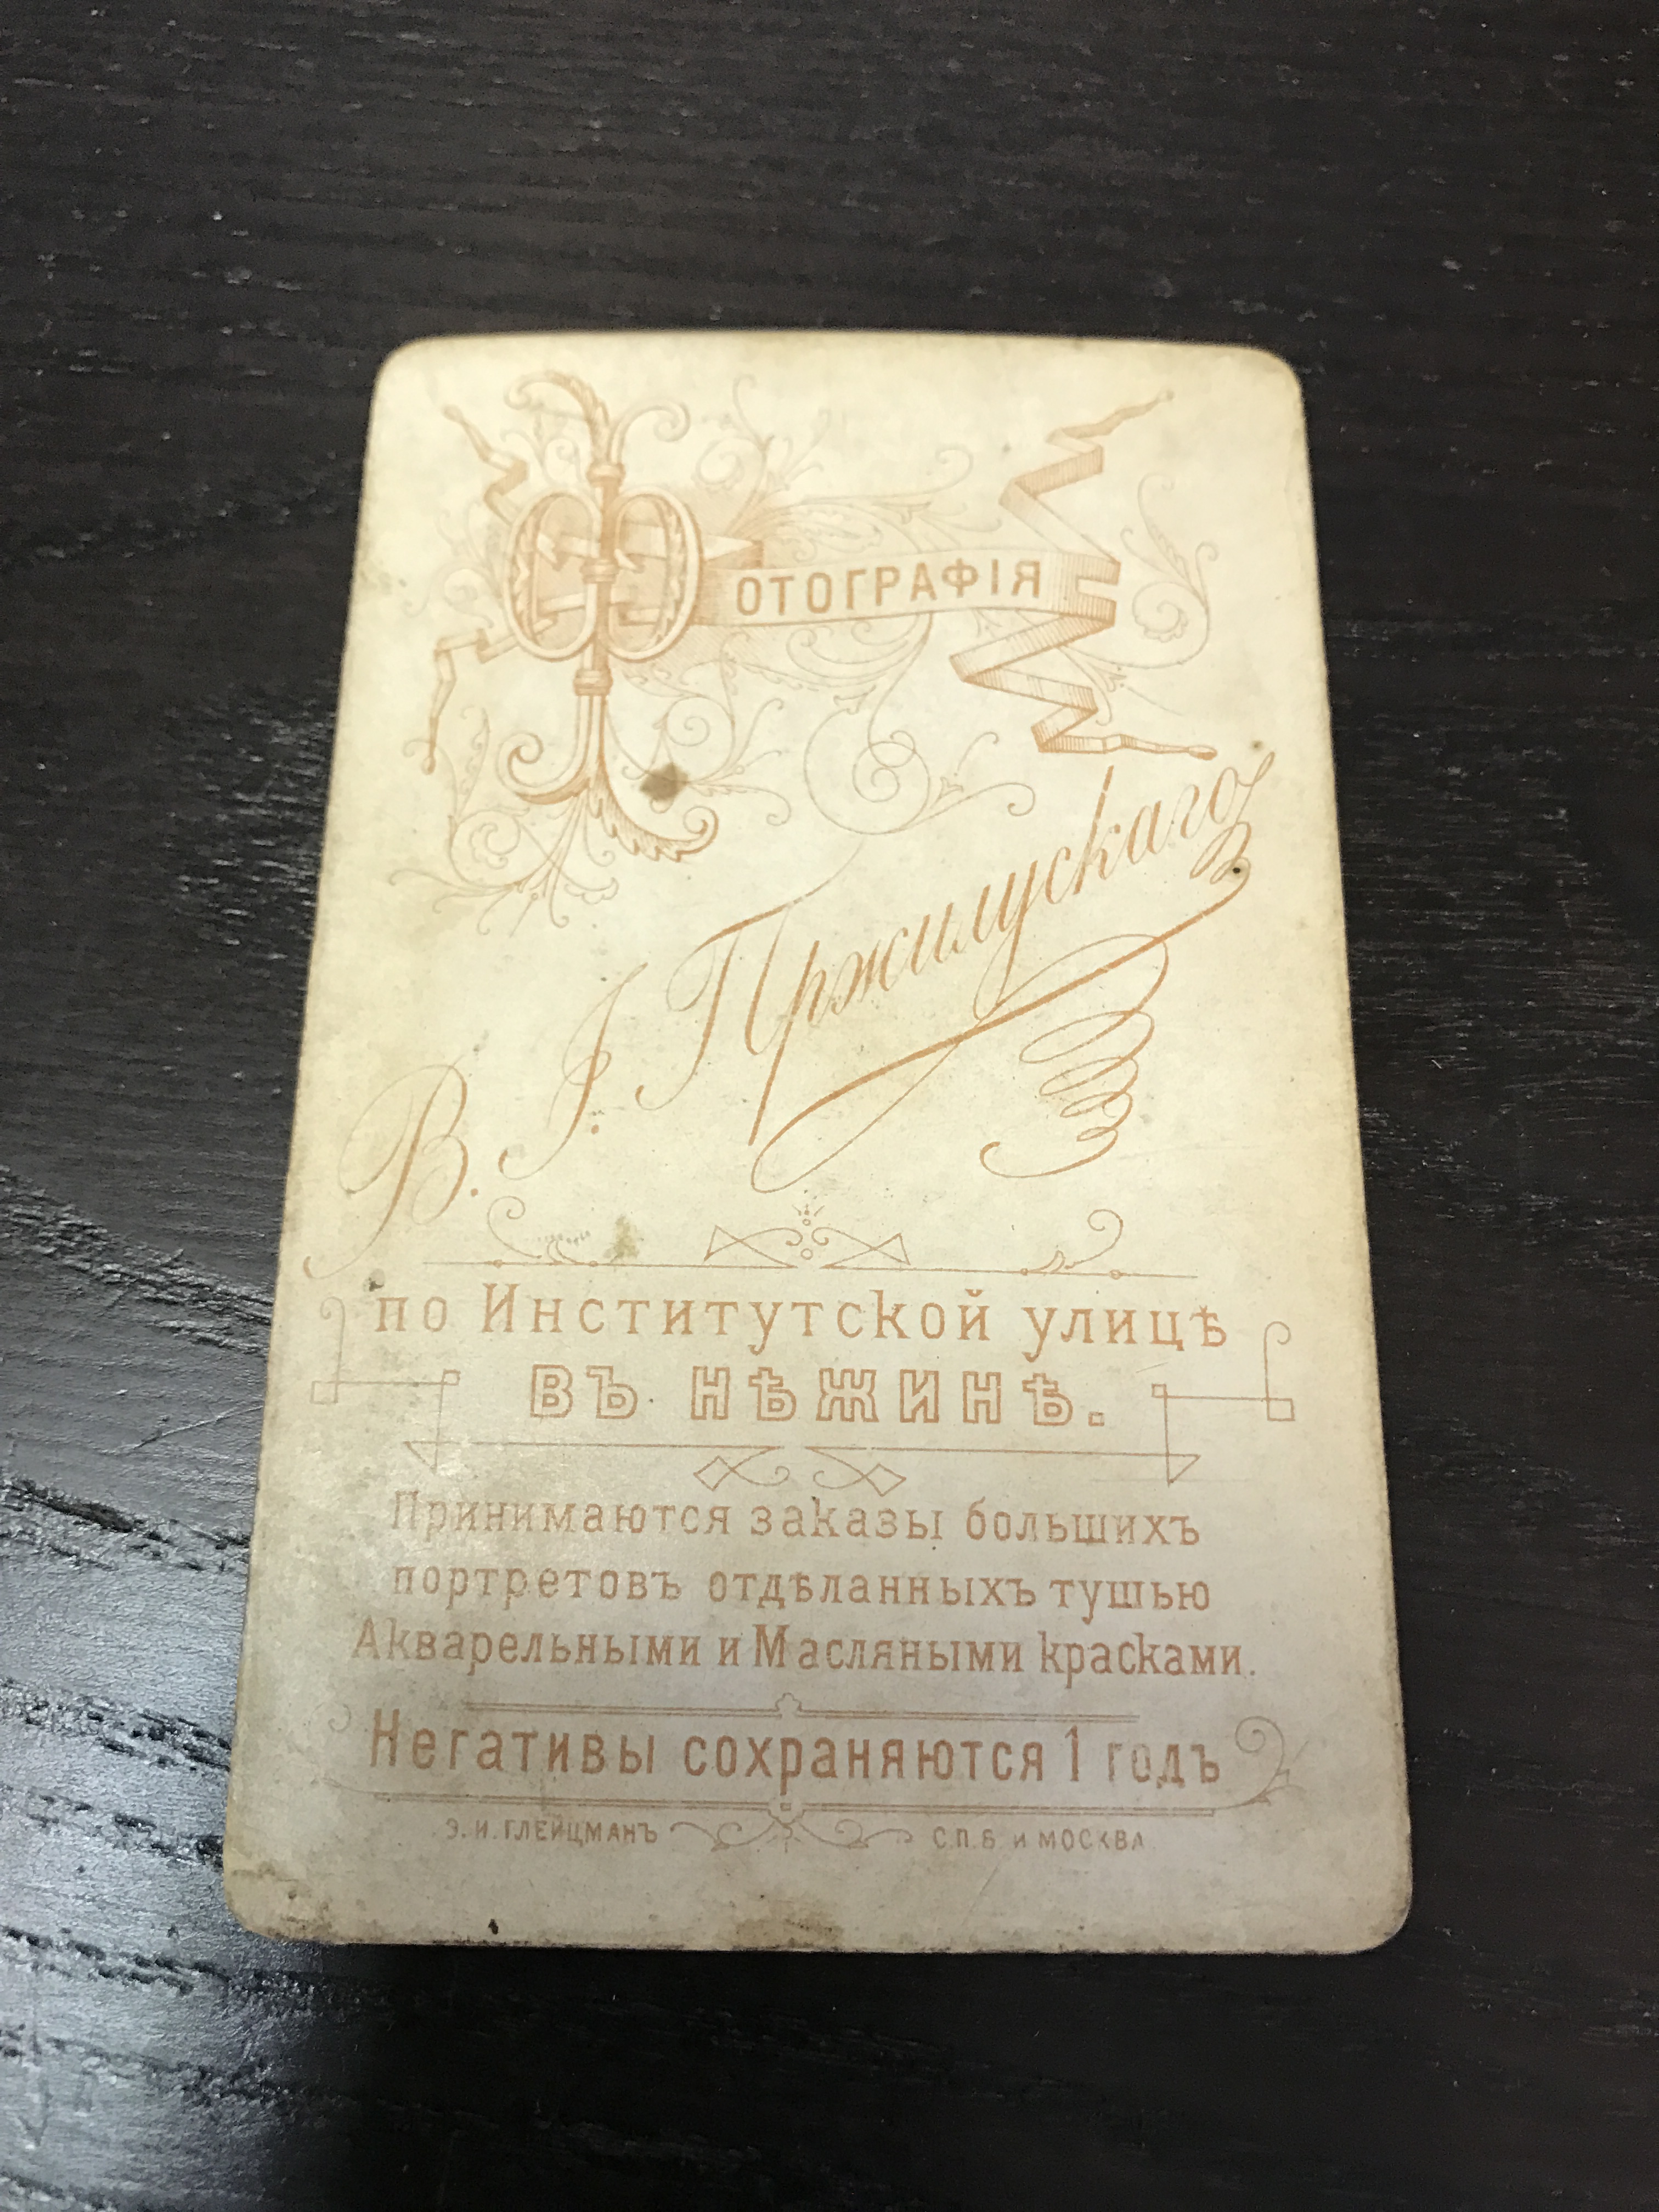 ФОТОГРАФІЯ
В. І. Пржилускаго
по Институтской улицѣ
ВЪ НѢЖИНѢ.
Принимаются заказы большихъ
портретовъ отдѣланныхъ тушью
Акварельными и Масляными красками.
Негативы сохраняются 1 годъ
Э. И. ГЛЕЙЦМАНЪ С.П.Б. И МОСКВА